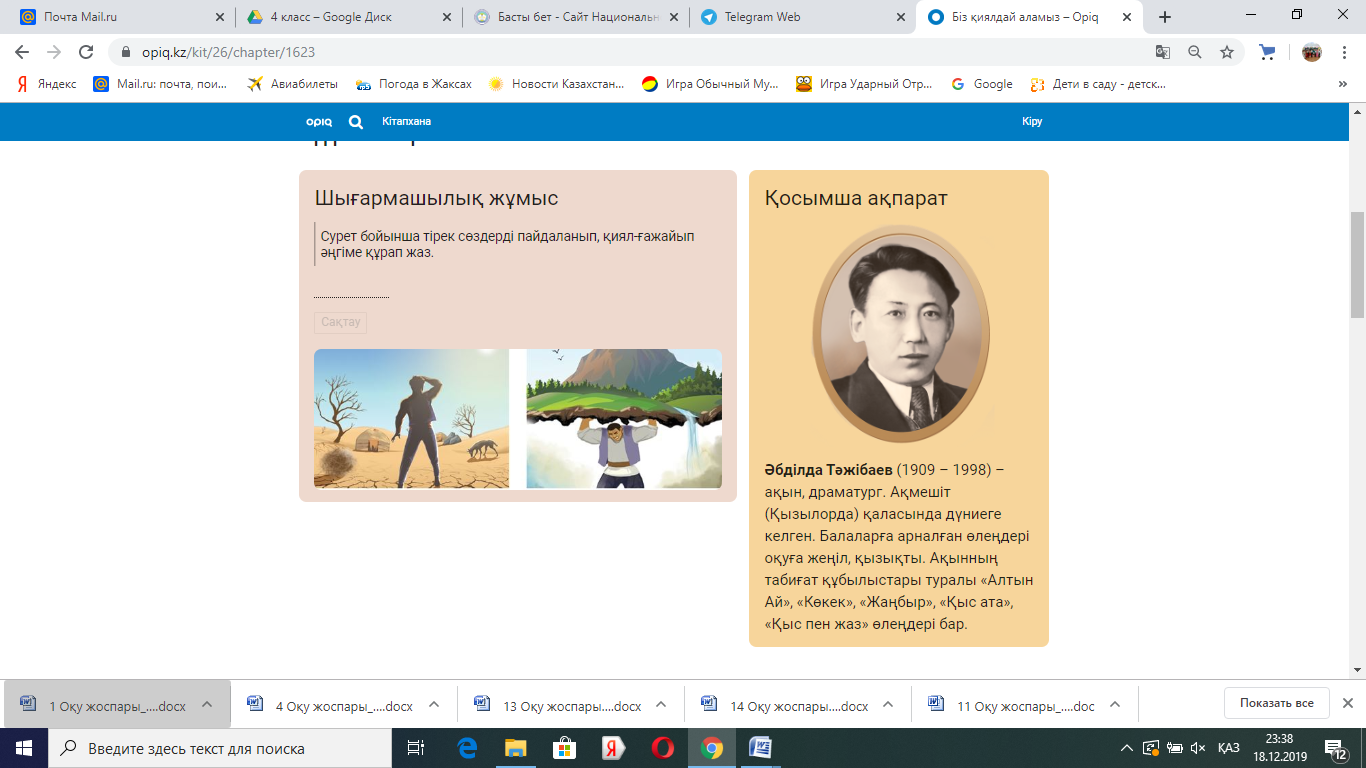 Почта Mail.ru
4 класс – Google Диск
Басты бет - Сайт Национальн
Telegram Web
Біз қиялдай аламыз – Opiq
opiq.kz/kit/26/chapter/1623
Яндекс
Mail.ru: почта, пои...
Авиабилеты
Погода в Жаксах
Новости Казахстан...
Игра Обычный Му...
Игра Ударный Отр...
Google
Дети в саду - детск...
opiq
Кітапхана
Кіру
Шығармашылық жұмыс
Сурет бойынша тірек сөздерді пайдаланып, қиял-ғажайып
әңгіме құрап жаз.
Сақтау
Қосымша ақпарат
Әбділда Тәжібаев (1909 – 1998) –
ақын, драматург. Ақмешіт
(Қызылорда) қаласында дүниеге
келген. Балаларға арналған өлеңдері
оқуға жеңіл, қызықты. Ақынның
табиғат құбылыстары туралы «Алтын
Ай», «Көкек», «Жаңбыр», «Қыс ата»,
«Қыс пен жаз» өлеңдері бар.
1 Оқу жоспары_....docx
4 Оқу жоспары_....docx
13 Оқу жоспары....docx
14 Оқу жоспары....docx
11 Оқу жоспары_....doc
Показать все
Введите здесь текст для поиска
ҚАЗ
23:38
18.12.2019
12